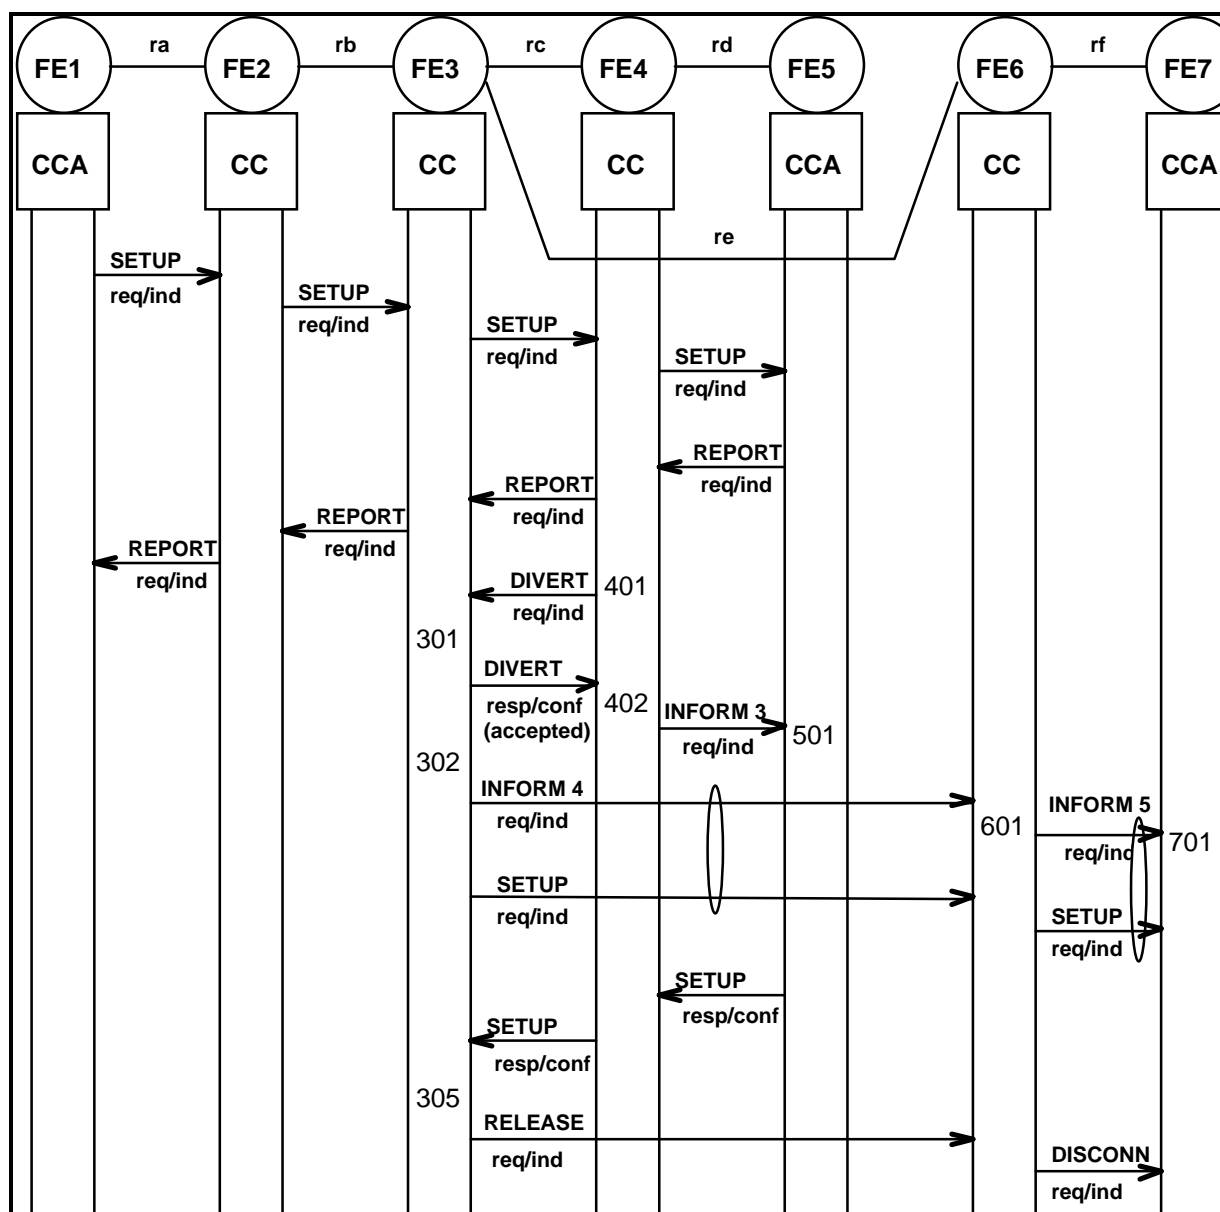 ra rb rc rd rf
FE1 FE2 FE3 FE4 FE5 FE6 FE7
CCA CC CC CC CCA CC CCA
re
SETUP
req/ind
SETUP
req/ind
SETUP
req/ind
SETUP
req/ind
REPORT
req/ind
REPORT
req/ind
REPORT
req/ind
REPORT
req/ind
DIVERT 401
req/ind
301
DIVERT
resp/conf 402
(accepted)
INFORM 3
req/ind 501
302
INFORM 4
req/ind
601
INFORM 5
req/ind 701
SETUP
req/ind
SETUP
req/ind
SETUP
resp/conf
SETUP
resp/conf
305
RELEASE
req/ind
DISCONN
req/ind